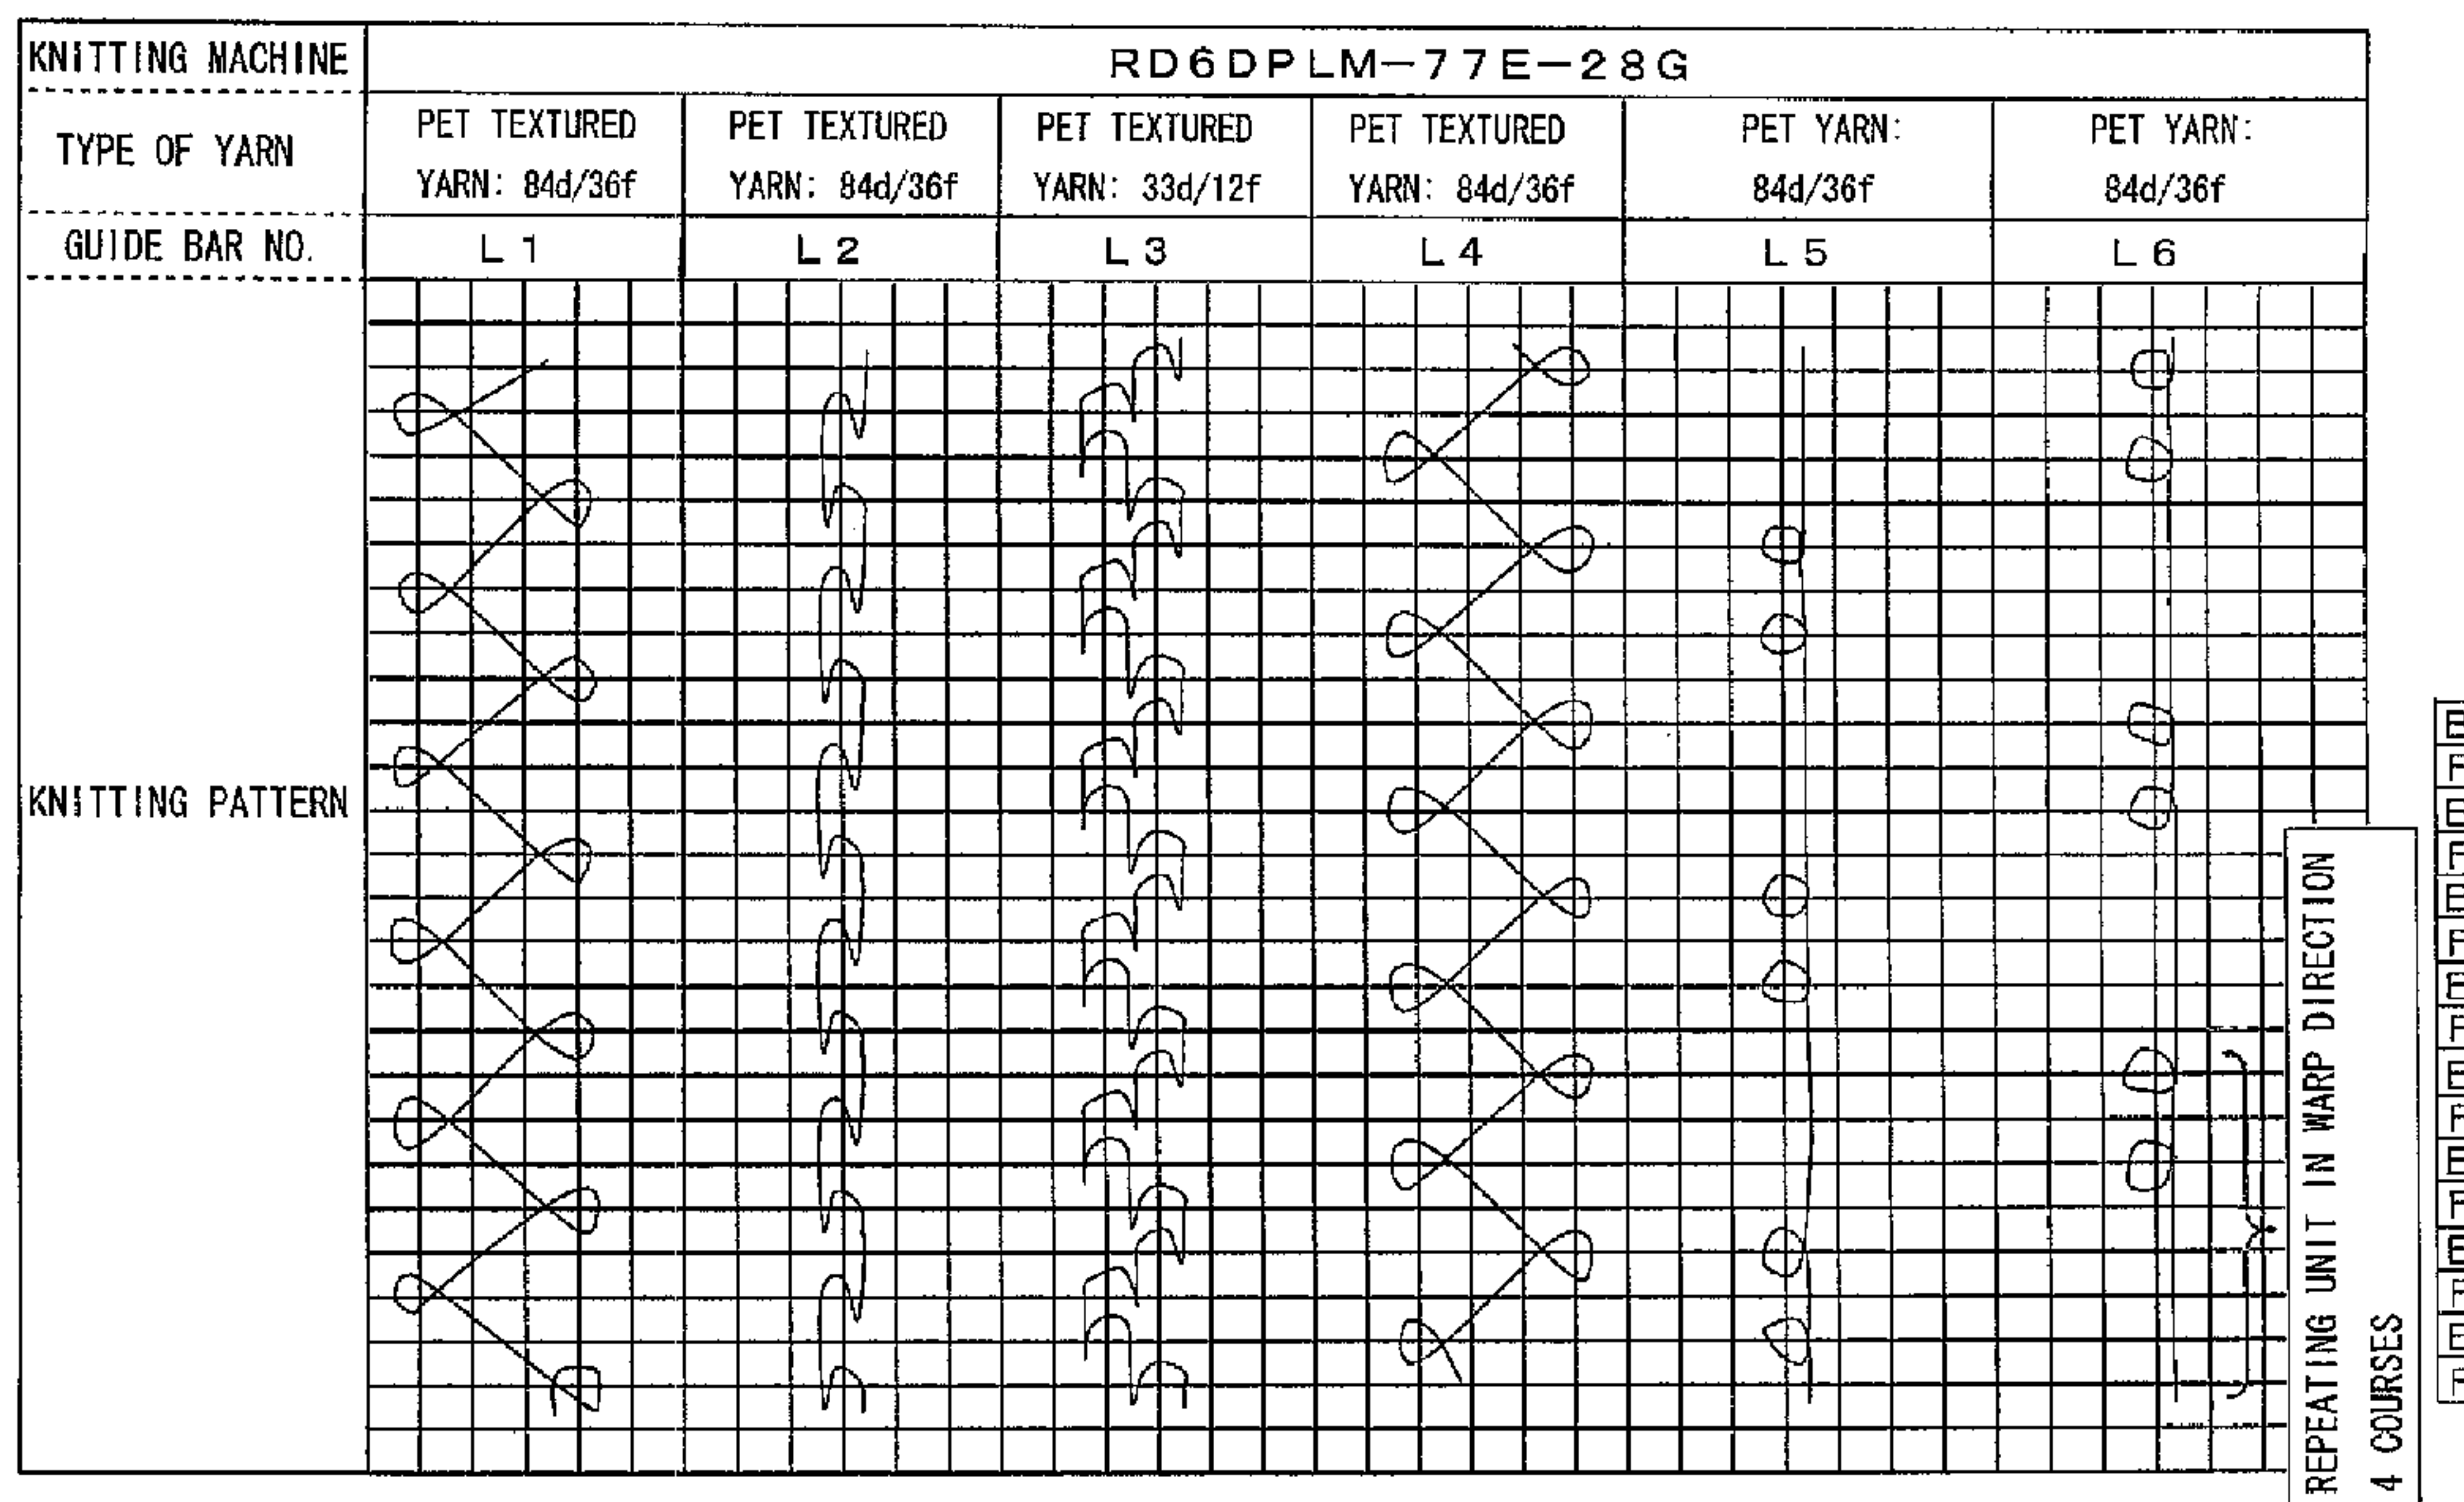 KNITTING MACHINE
RD6DPLM-77E-28G
TYPE OF YARN
PET TEXTURED
YARN: 84d/36f
PET TEXTURED
YARN: 84d/36f
PET TEXTURED
YARN: 33d/12f
PET TEXTURED
YARN: 84d/36f
PET YARN:
84d/36f
PET YARN:
84d/36f
GUIDE BAR NO.
L1
L2
L3
L4
L5
L6
KNITTING PATTERN
REPEATING UNIT IN WARP DIRECTION
4 COURSES